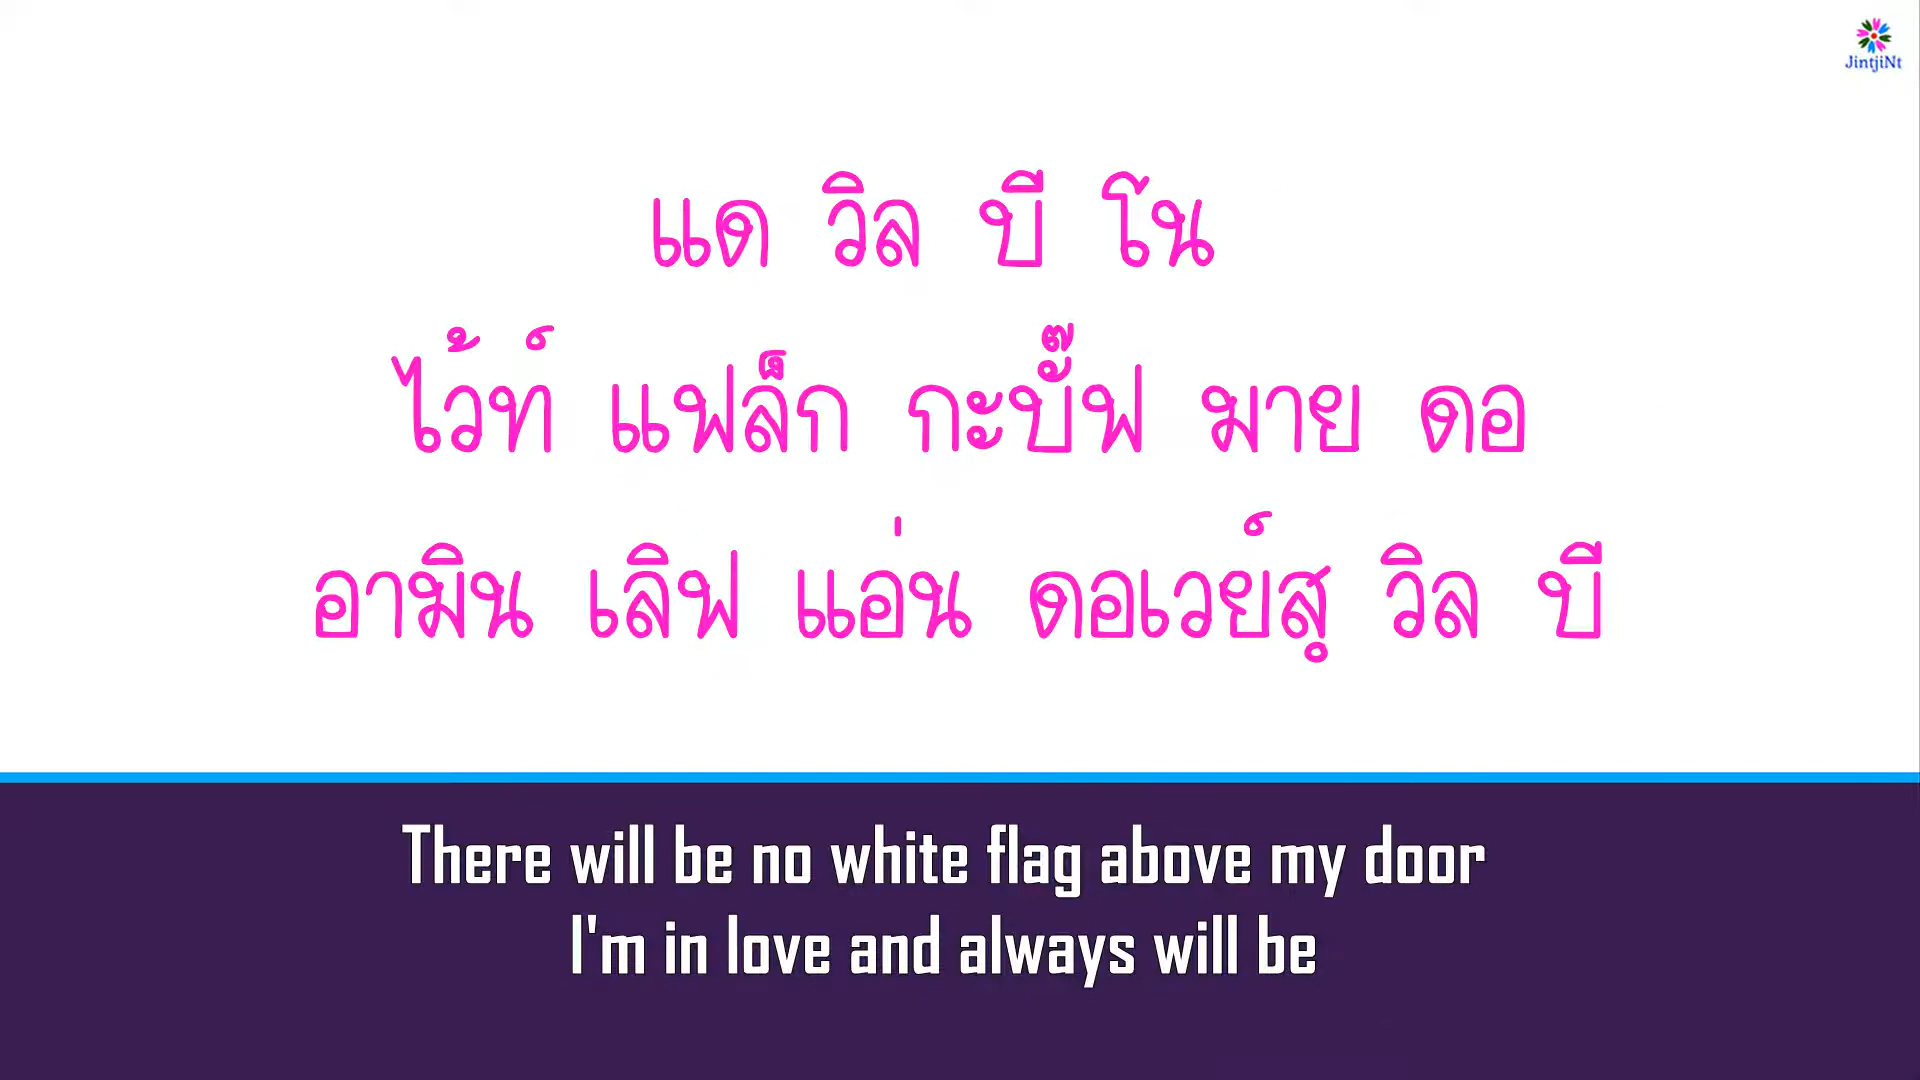 JintjiNt
แด วิล บี โน
ไว้ท์ แฟล็ก กะบั๊ฟ มาย ดอ
อามิน เลิฟ แอ่น ดอเวย์สฺ วิล บี
There will be no white flag above my door
I'm in love and always will be